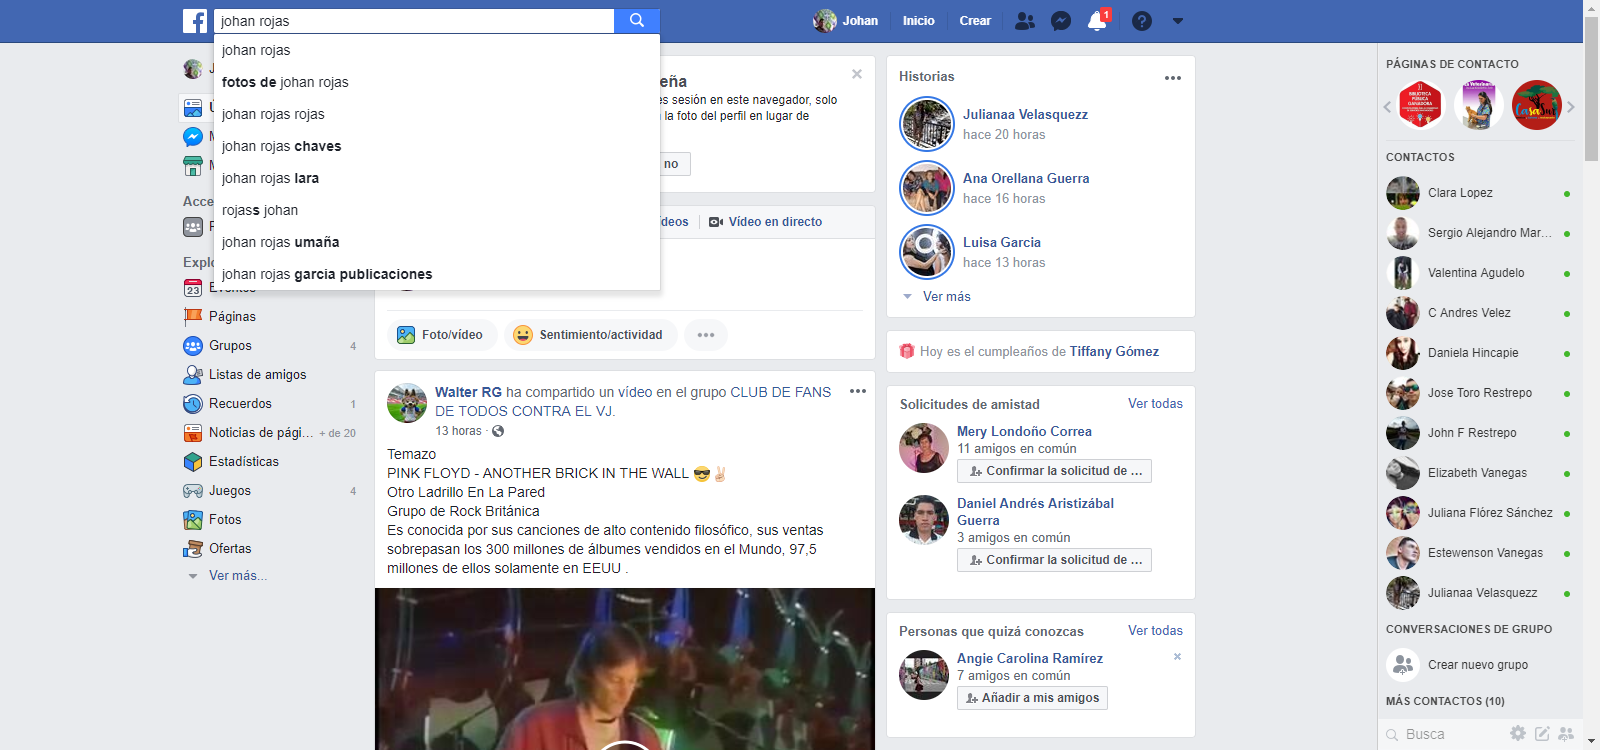 johan rojas
Johan
Inicio
Crear
1
johan rojas
fotos de johan rojas
johan rojas rojas
johan rojas chaves
johan rojas lara
rojass johan
johan rojas umaña
johan rojas garcia publicaciones
Acce
Explo
23
Eventos
Páginas
Grupos 4
Listas de amigos
Recuerdos 1
Noticias de pági... + de 20
Estadísticas
Juegos 4
Fotos
Ofertas
Ver más...
eña
es sesión en este navegador, solo
la foto del perfil en lugar de
no
ídeos
Vídeo en directo
Foto/vídeo
Sentimiento/actividad
Walter RG ha compartido un vídeo en el grupo CLUB DE FANS
DE TODOS CONTRA EL VJ.
13 horas ·
Temazo
PINK FLOYD - ANOTHER BRICK IN THE WALL 😎✌
Otro Ladrillo En La Pared
Grupo de Rock Británica
Es conocida por sus canciones de alto contenido filosófico, sus ventas
sobrepasan los 300 millones de álbumes vendidos en el Mundo, 97,5
millones de ellos solamente en EEUU .
Historias
Julianaa Velasquezz
hace 20 horas
Ana Orellana Guerra
hace 16 horas
Luisa Garcia
hace 13 horas
Ver más
Hoy es el cumpleaños de Tiffany Gómez
Solicitudes de amistad
Ver todas
Mery Londoño Correa
11 amigos en común
Confirmar la solicitud de ...
Daniel Andrés Aristizábal
Guerra
3 amigos en común
Confirmar la solicitud de ...
Personas que quizá conozcas
Ver todas
Angie Carolina Ramírez
7 amigos en común
Añadir a mis amigos
PÁGINAS DE CONTACTO
BIBLIOTECA
PÚBLICA
GANADORA
CasaSur
CONTACTOS
Clara Lopez
Sergio Alejandro Mar...
Valentina Agudelo
C Andres Velez
Daniela Hincapie
Jose Toro Restrepo
John F Restrepo
Elizabeth Vanegas
Juliana Flórez Sánchez
Estewenson Vanegas
Julianaa Velasquezz
CONVERSACIONES DE GRUPO
Crear nuevo grupo
MÁS CONTACTOS (10)
Busca